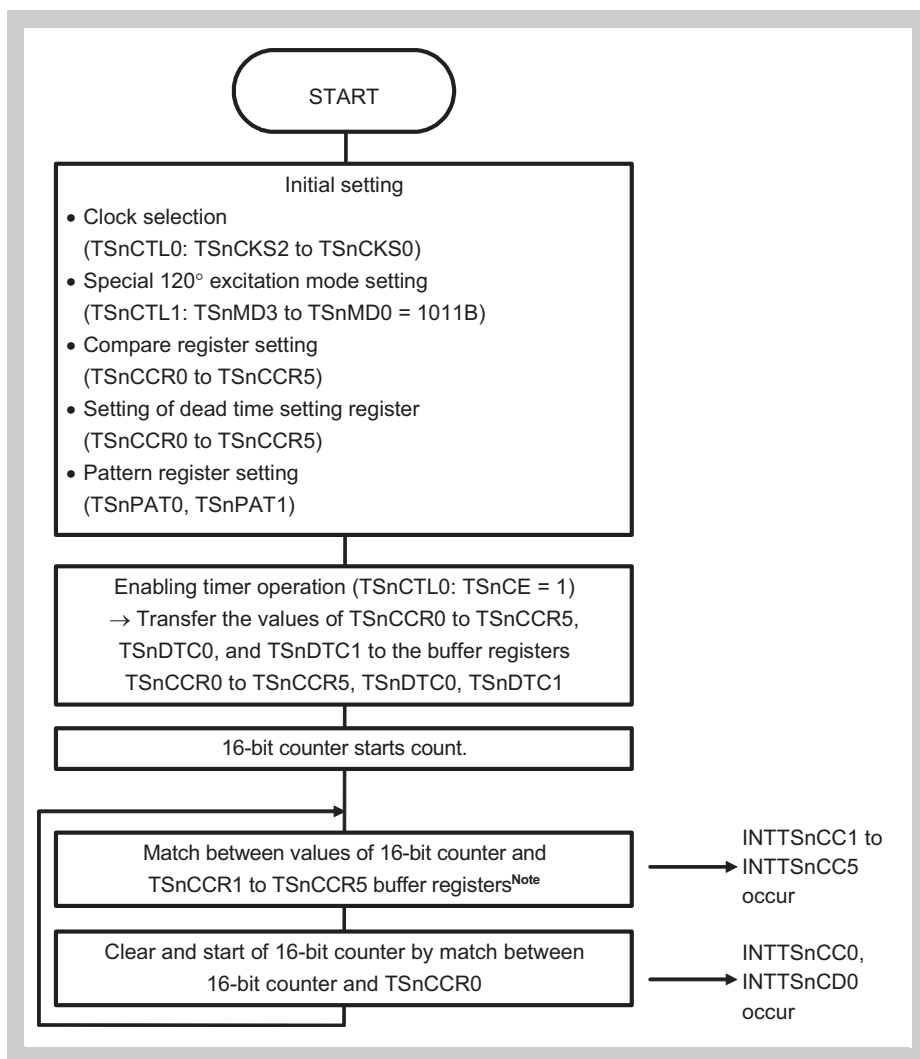 START
Initial setting
• Clock selection
(TSnCTL0: TSnCKS2 to TSnCKS0)
• Special 120° excitation mode setting
(TSnCTL1: TSnMD3 to TSnMD0 = 1011B)
• Compare register setting
(TSnCCR0 to TSnCCR5)
• Setting of dead time setting register
(TSnCCR0 to TSnCCR5)
• Pattern register setting
(TSnPAT0, TSnPAT1)
Enabling timer operation (TSnCTL0: TSnCE = 1)
→ Transfer the values of TSnCCR0 to TSnCCR5,
TSnDTC0, and TSnDTC1 to the buffer registers
TSnCCR0 to TSnCCR5, TSnDTC0, TSnDTC1
16-bit counter starts count.
Match between values of 16-bit counter and
TSnCCR1 to TSnCCR5 buffer registersNote
INTTSnCC1 to
INTTSnCC5
occur
Clear and start of 16-bit counter by match between
16-bit counter and TSnCCR0
INTTSnCC0,
INTTSnCD0
occur